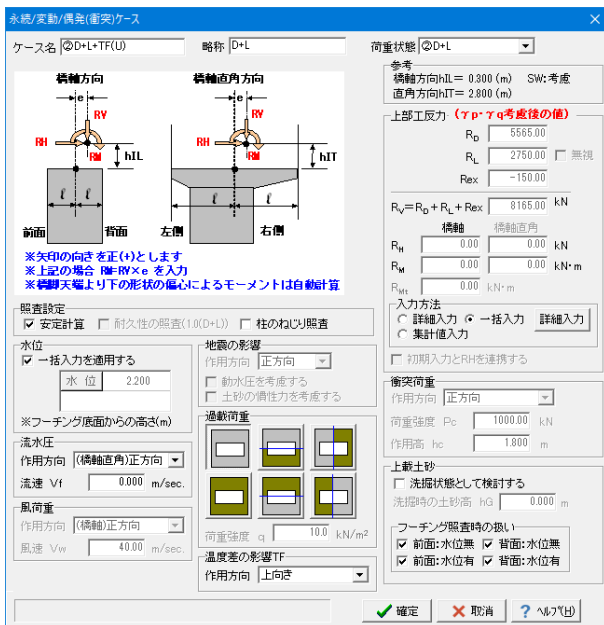 永続/変動/偶発(衝突)ケース
ケース名 ②D+L+TF(U) 略称 D+L 荷重状態 ②D+L
橋軸方向 橋軸直角方向
e RV RH RM hIL ℓ ℓ 前面 背面
e RV RH RM hIT ℓ ℓ 左側 右側
※矢印の向きを正(+)とします
※上記の場合 RM=RV×e を入力
※橋脚天端より下の形状の偏心によるモーメントは自動計算
参考
橋軸方向hIL= 0.300 (m) SW:考慮
直角方向hIT= 2.800 (m)
上部工反力 (γp・γq考慮後の値)
RD 5565.00
RL 2750.00 無視
Rex -150.00
RV=RD+RL+Rex 8165.00 kN
橋軸 橋軸直角
RH 0.00 0.00 kN
RM 0.00 0.00 kN・m
RMt 0.00 kN・m
入力方法
詳細入力 一括入力 詳細入力
集計値入力
初期入力とRHを連携する
照査設定
安定計算 耐久性の照査(1.0(D+L)) 柱のねじり照査
水位
一括入力を適用する
水 位 2.200
※フーチング底面からの高さ(m)
流水圧
作用方向 (橋軸直角)正方向
流速 Vf 0.000 m/sec.
風荷重
作用方向 (橋軸)正方向
風速 Vw 40.00 m/sec.
地震の影響
作用方向 正方向
動水圧を考慮する
土砂の慣性力を考慮する
過載荷重
荷重強度 q 10.0 kN/m²
温度差の影響TF
作用方向 上向き
衝突荷重
作用方向 正方向
荷重強度 Pc 1000.00 kN
作用高 hc 1.800 m
上載土砂
洗掘状態として検討する
洗掘時の土砂高 hG 0.000 m
フーチング照査時の扱い
前面:水位無 背面:水位無
前面:水位有 背面:水位有
確定 取消 ? ヘルプ(H)